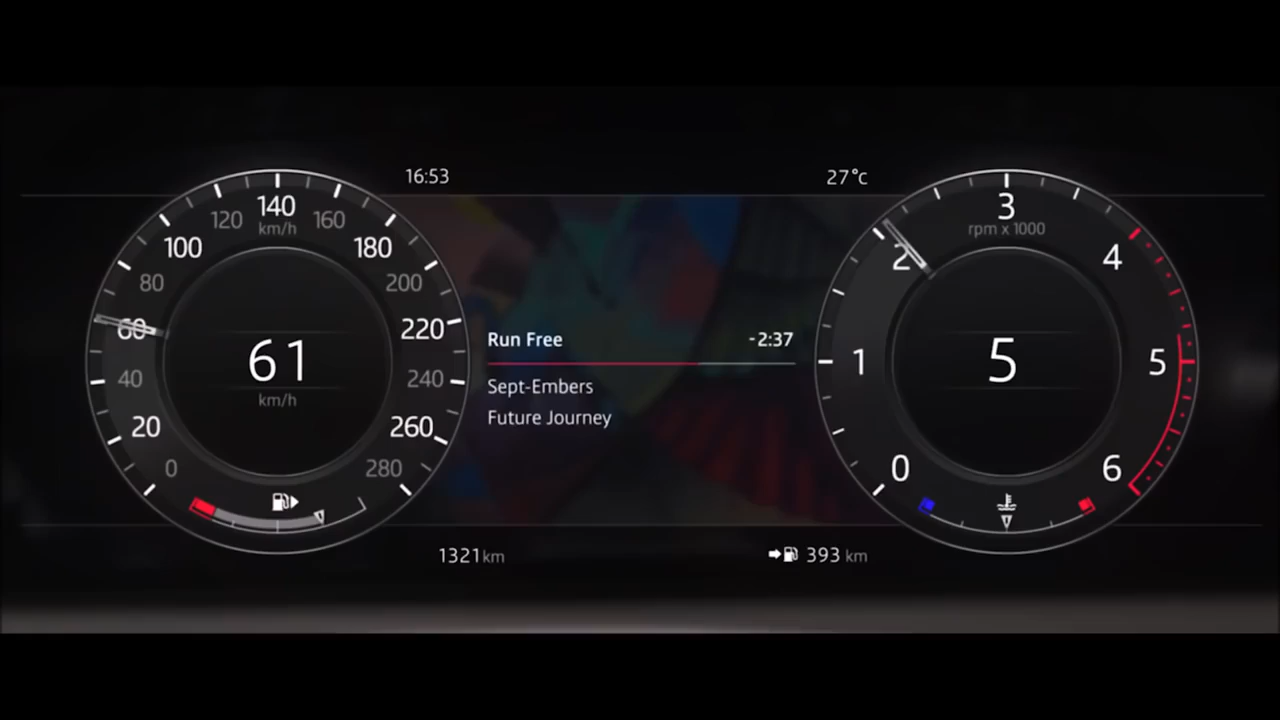 16:53
27°c
140
120
160
km/h
100
180
80
200
60
220
61
40
240
km/h
20
260
0
280
Run Free
-2:37
Sept-Embers
Future Journey
3
rpm x 1000
2
4
1
5
5
0
6
1321 km
393 km